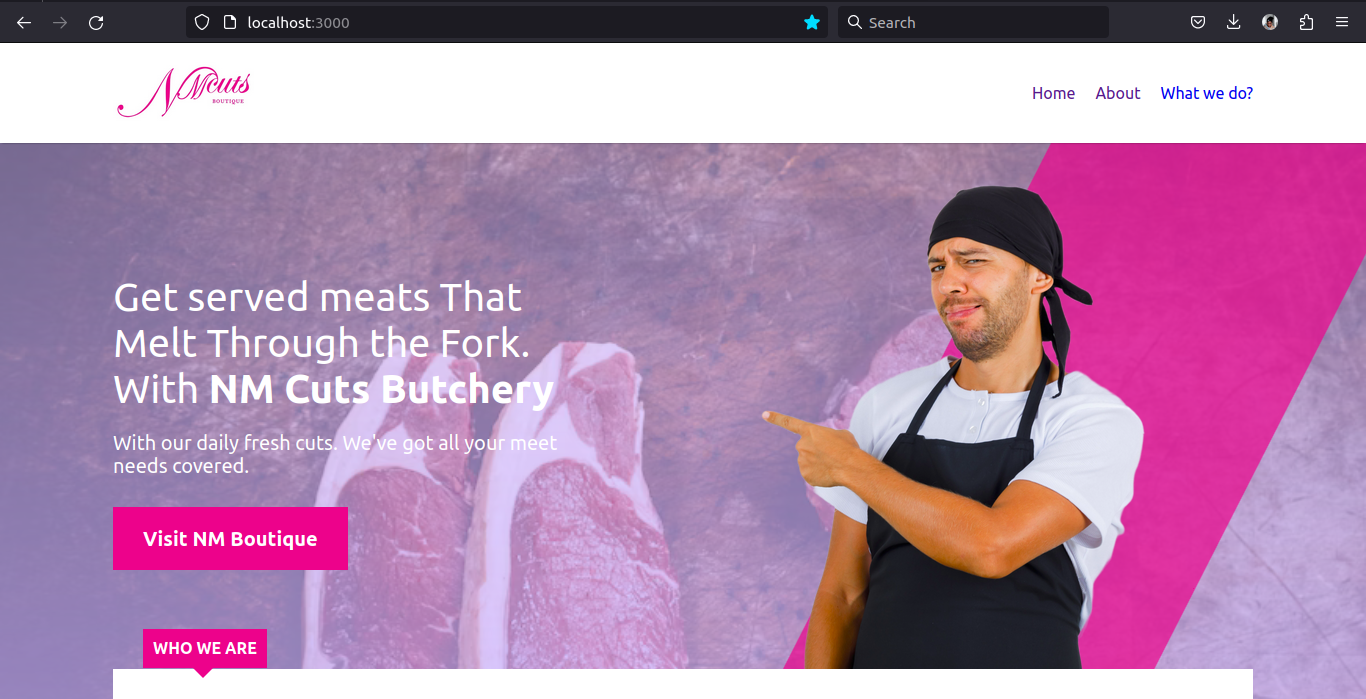 localhost:3000
Search
NMcuts
BOUTIQUE
Home About What we do?
Get served meats That
Melt Through the Fork.
With NM Cuts Butchery
With our daily fresh cuts. We've got all your meet
needs covered.
Visit NM Boutique
WHO WE ARE